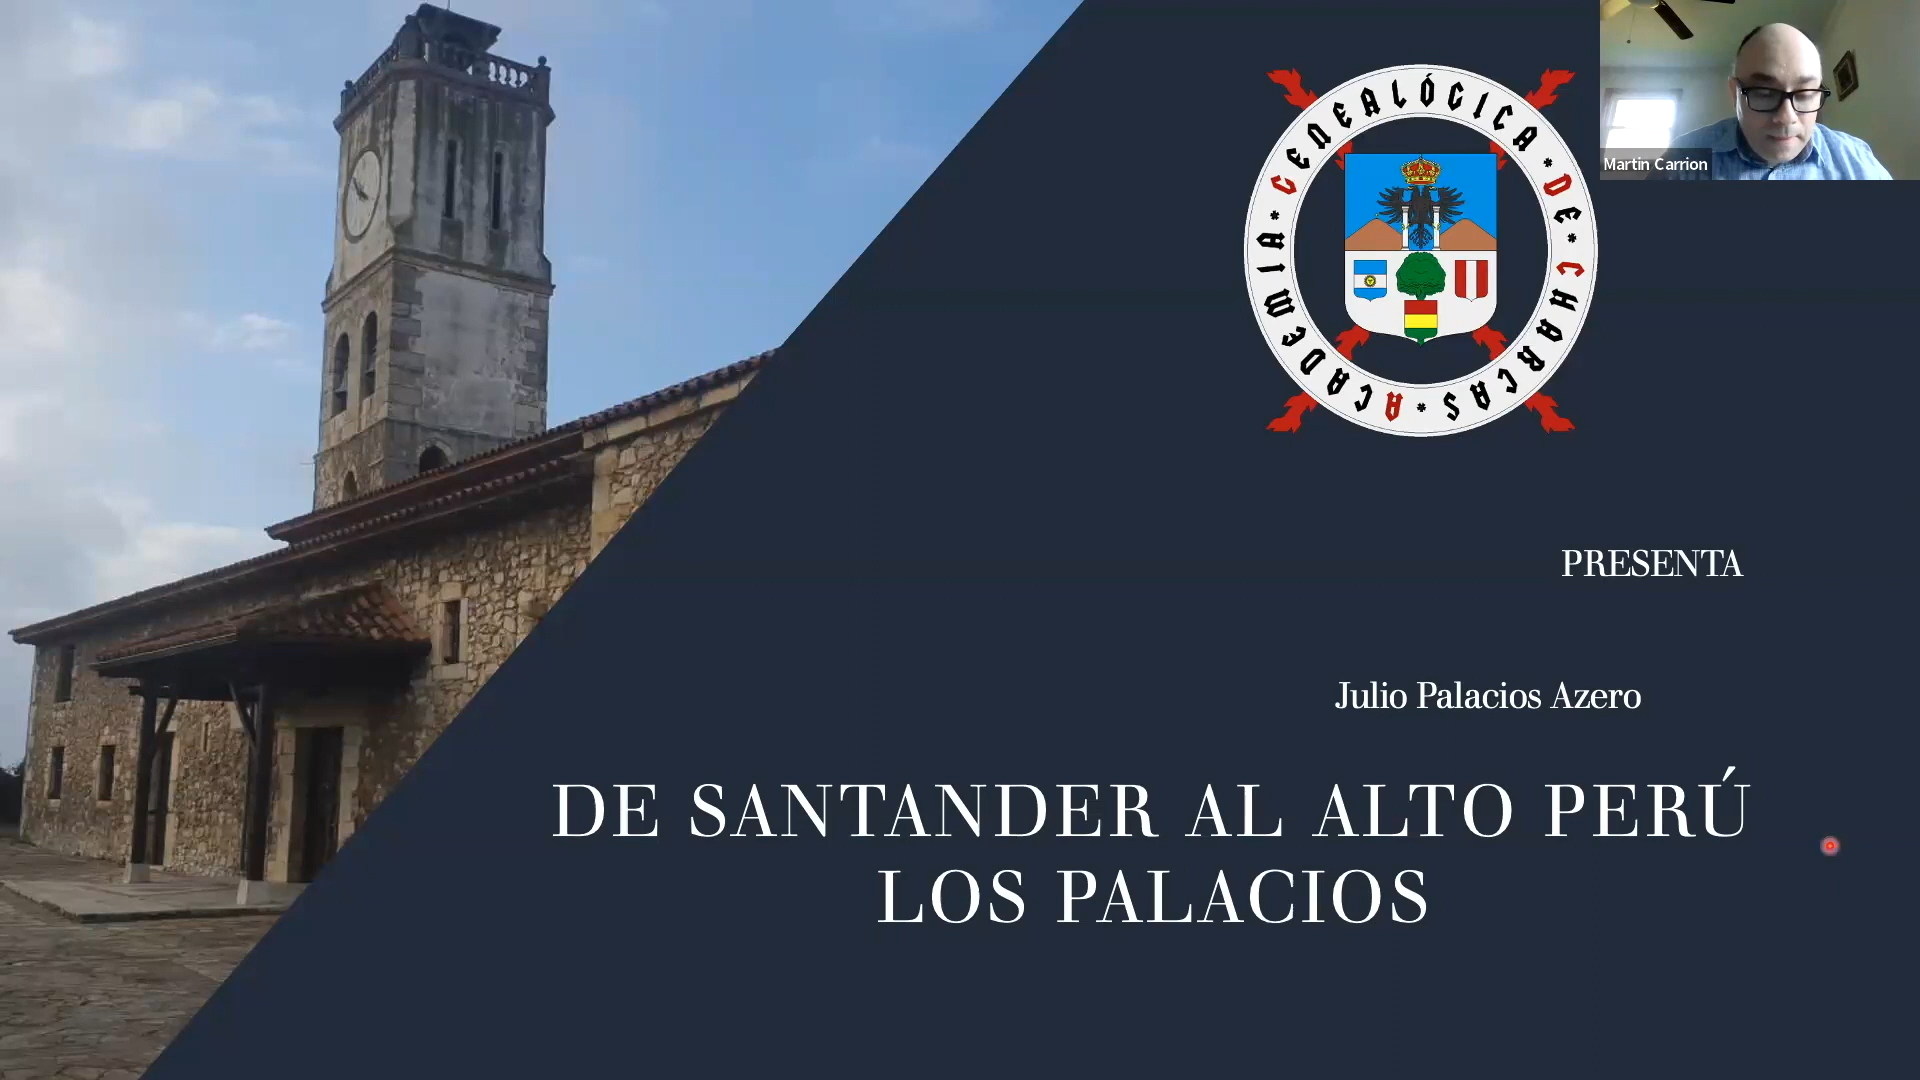 ACADEMIA · GENEALÓGICA · DE · CHARCAS ·
Martin Carrion
PRESENTA
Julio Palacios Azero
DE SANTANDER AL ALTO PERÚ
LOS PALACIOS